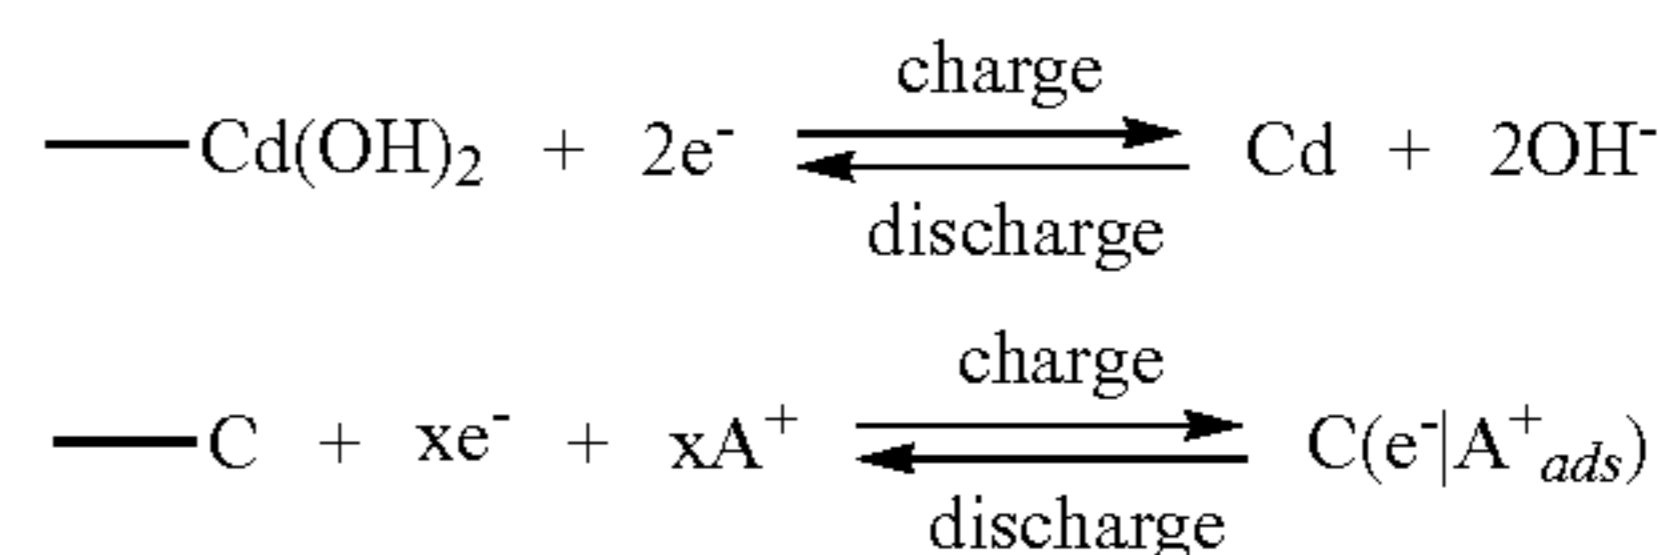 charge
—Cd(OH)₂ + 2e⁻ ⇌ Cd + 2OH⁻
discharge
charge
—C + xe⁻ + xA⁺ ⇌ C(e⁻|A⁺ₐdₛ)
discharge